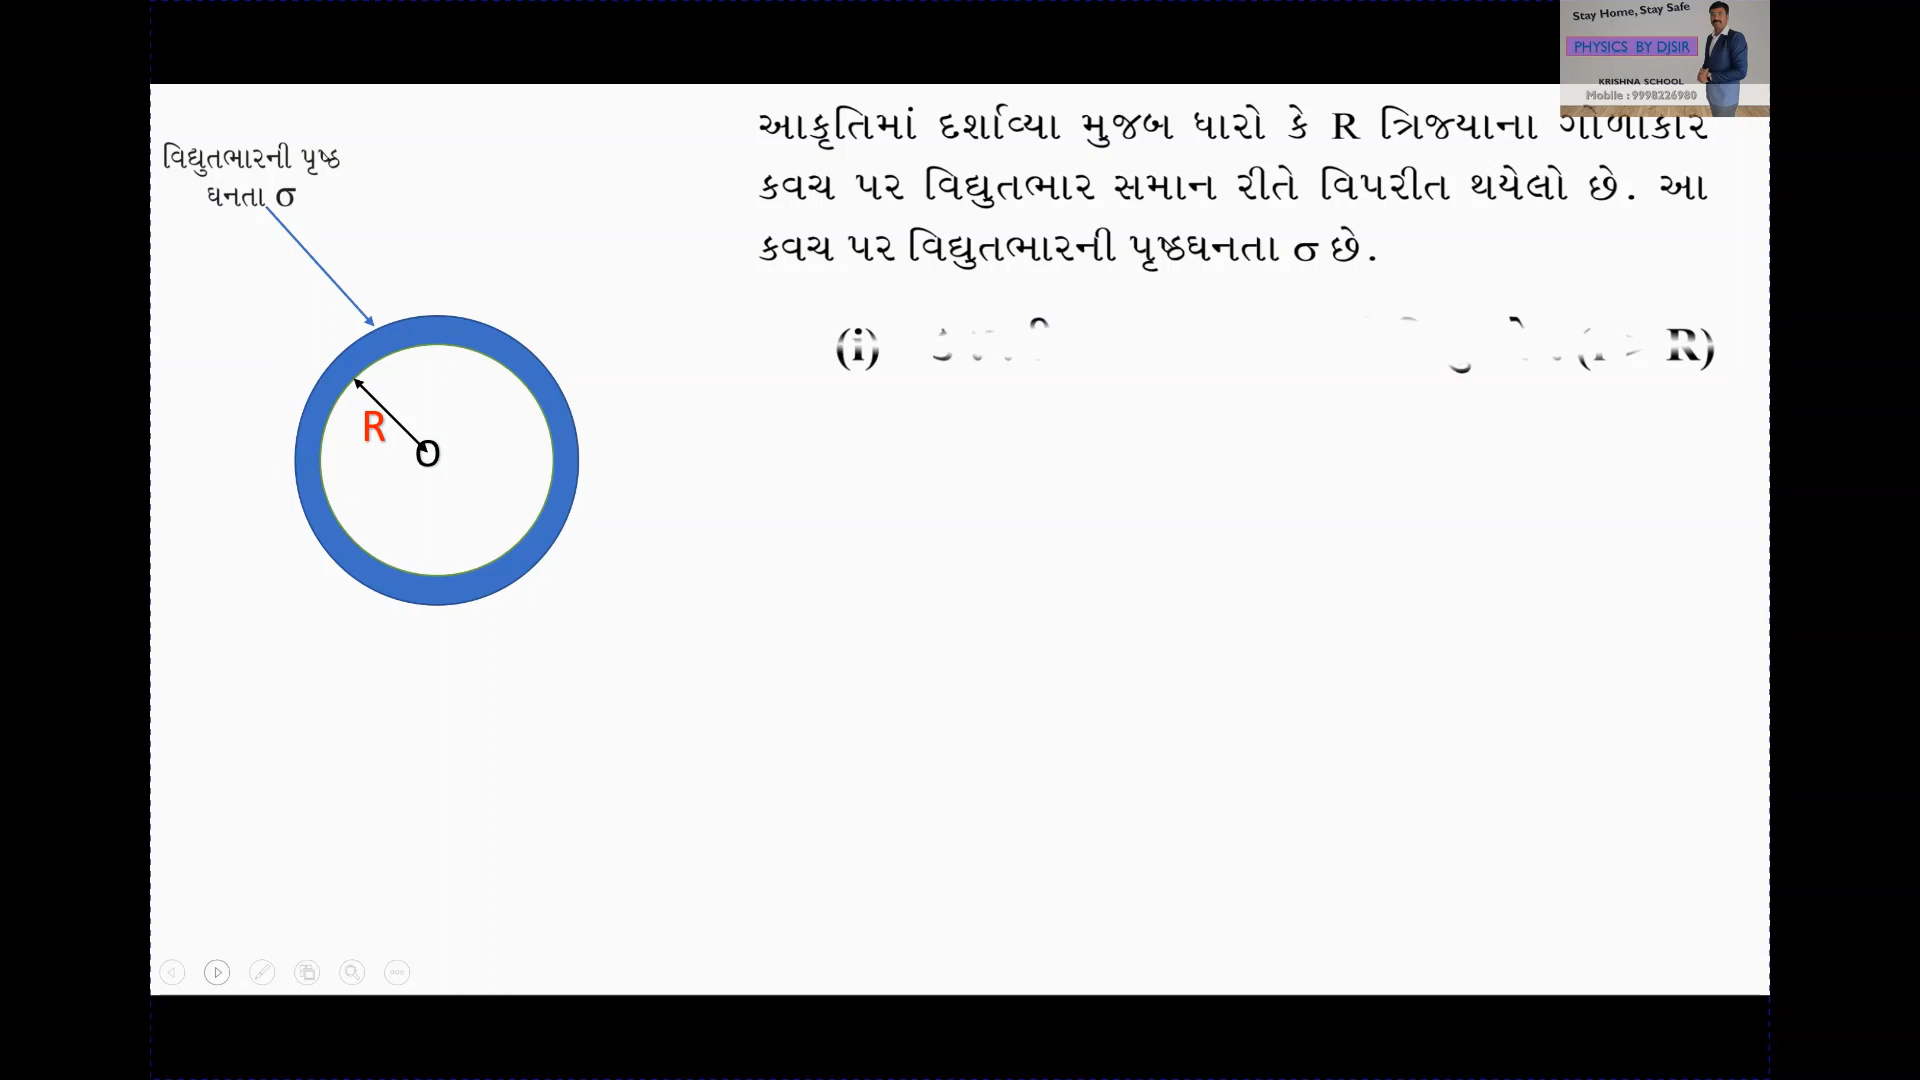 Stay Home, Stay Safe
PHYSICS BY DJSIR
KRISHNA SCHOOL
Mobile : 9998226980
આકૃતિમાં દર્શાવ્યા મુજબ ધારો કે R ત્રિજ્યાના ગોળાકાર
કવચ પર વિદ્યુતભાર સમાન રીતે વિપરીત થયેલો છે. આ
કવચ પર વિદ્યુતભારની પૃષ્ઠઘનતા σ છે.
વિદ્યુતભારની પૃષ્ઠ
ઘનતા σ
(i) R)
R
O